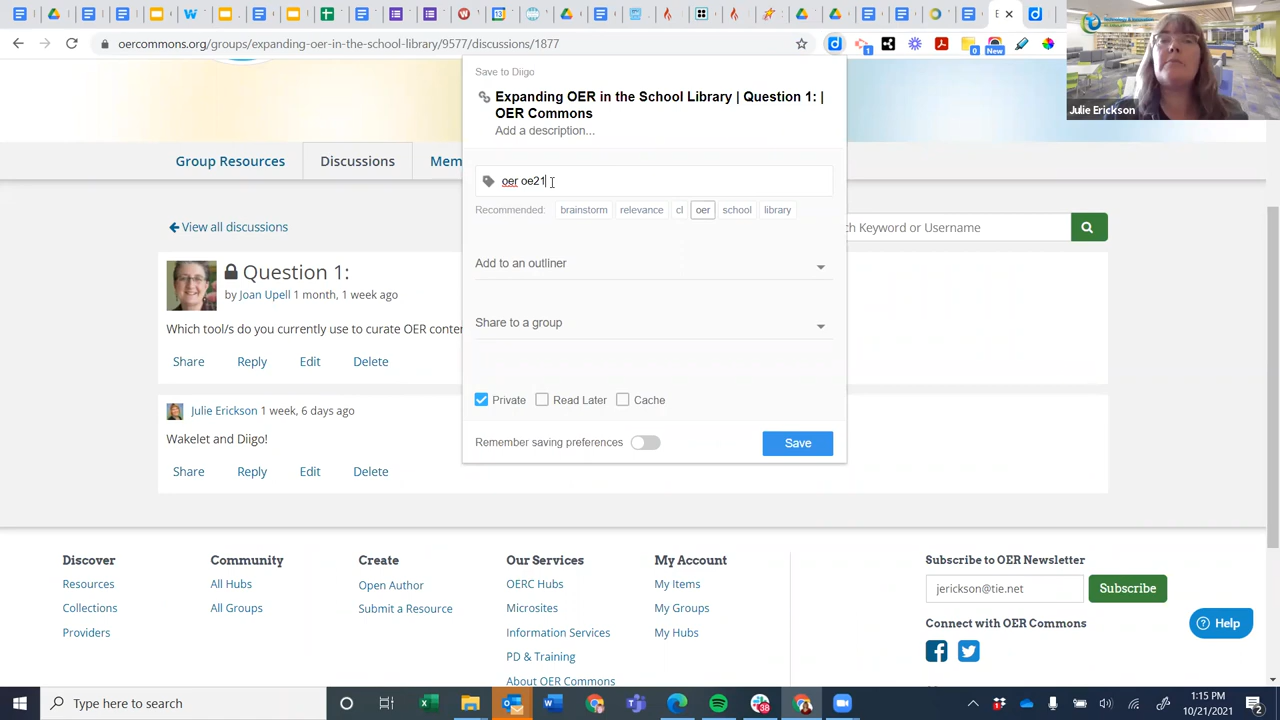 oercommons.org/groups/expanding-oer-in-the-school-
577/discussions/1877
1
0
New
Julie Erickson
Save to Diigo
Expanding OER in the School Library | Question 1: |
OER Commons
Add a description...
Group Resources
Discussions
Mem
oer oe21
Recommended:
brainstorm
relevance
cl
oer
school
library
View all discussions
ch Keyword or Username
Question 1:
by Joan Upell 1 month, 1 week ago
Which tool/s do you currently use to curate OER conter
Share
Reply
Edit
Delete
Add to an outliner
Share to a group
Private
Read Later
Cache
Remember saving preferences
Save
Julie Erickson 1 week, 6 days ago
Wakelet and Diigo!
Share
Reply
Edit
Delete
Discover
Resources
Collections
Providers
Community
All Hubs
All Groups
Create
Open Author
Submit a Resource
Our Services
OERC Hubs
Microsites
Information Services
PD & Training
About OER Commons
My Account
My Items
My Groups
My Hubs
Subscribe to OER Newsletter
jerickson@tie.net
Subscribe
Connect with OER Commons
Help
Type here to search
38
1:15 PM
10/21/2021
2